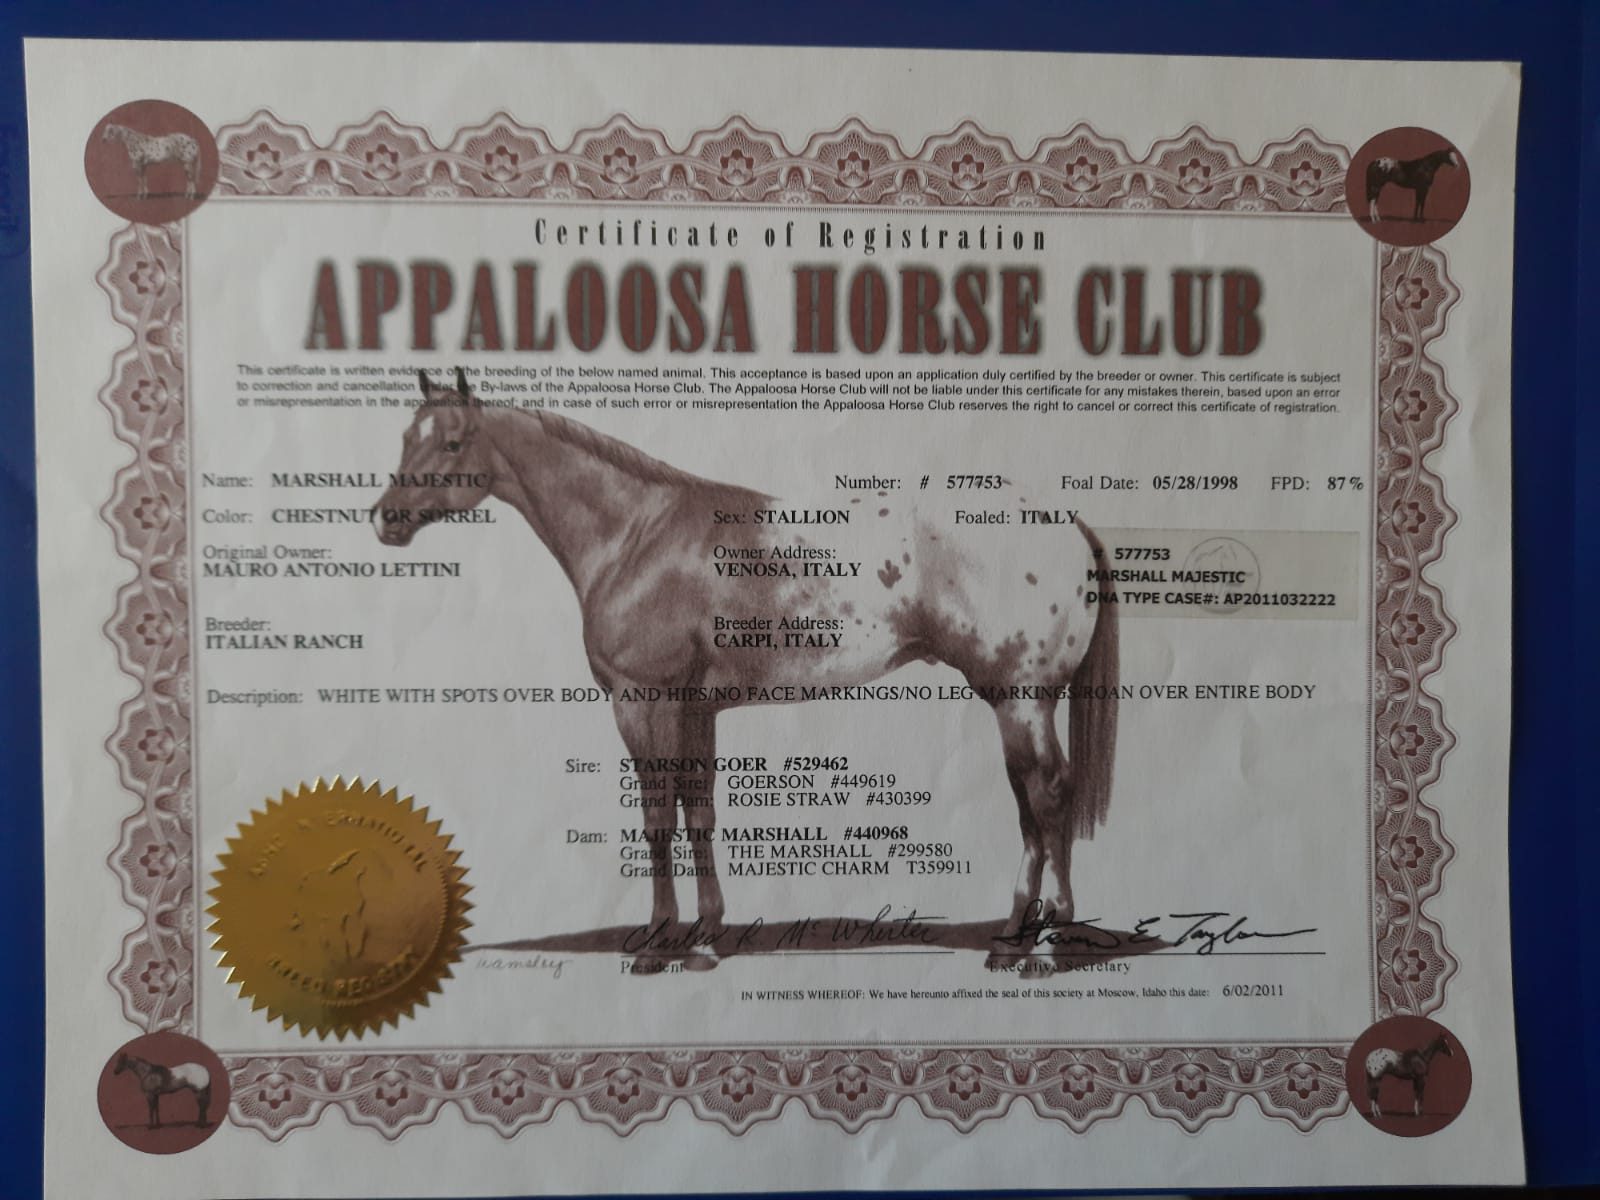 Certificate of Registration
APPALOOSA HORSE CLUB
This certificate is written evidence of the breeding of the below named animal. This acceptance is based upon an application duly certified by the breeder or owner. This certificate is subject
to correction and cancellation under the By-laws of the Appaloosa Horse Club. The Appaloosa Horse Club will not be liable under this certificate for any mistakes therein, based upon an error
or misrepresentation in the application thereof; and in case of such error or misrepresentation the Appaloosa Horse Club reserves the right to cancel or correct this certificate of registration.
Name: MARSHALL MAJESTIC Number: # 577753 Foal Date: 05/28/1998 FPD: 87%
Color: CHESTNUT OR SORREL Sex: STALLION Foaled: ITALY
Original Owner: Owner Address:
MAURO ANTONIO LETTINI VENOSA, ITALY
# 577753
MARSHALL MAJESTIC
DNA TYPE CASE#: AP2011032222
Breeder: Breeder Address:
ITALIAN RANCH CARPI, ITALY
Description: WHITE WITH SPOTS OVER BODY AND HIPS/NO FACE MARKINGS/NO LEG MARKINGS/ROAN OVER ENTIRE BODY
Sire: STARSON GOER #529462
Grand Sire: GOERSON #449619
Grand Dam: ROSIE STRAW #430399
Dam: MAJESTIC MARSHALL #440968
Grand Sire: THE MARSHALL #299580
Grand Dam: MAJESTIC CHARM T359911
Charles R. McWhirter Steven E Taylor
wamsley President Executive Secretary
IN WITNESS WHEREOF: We have hereunto affixed the seal of this society at Moscow, Idaho this date: 6/02/2011